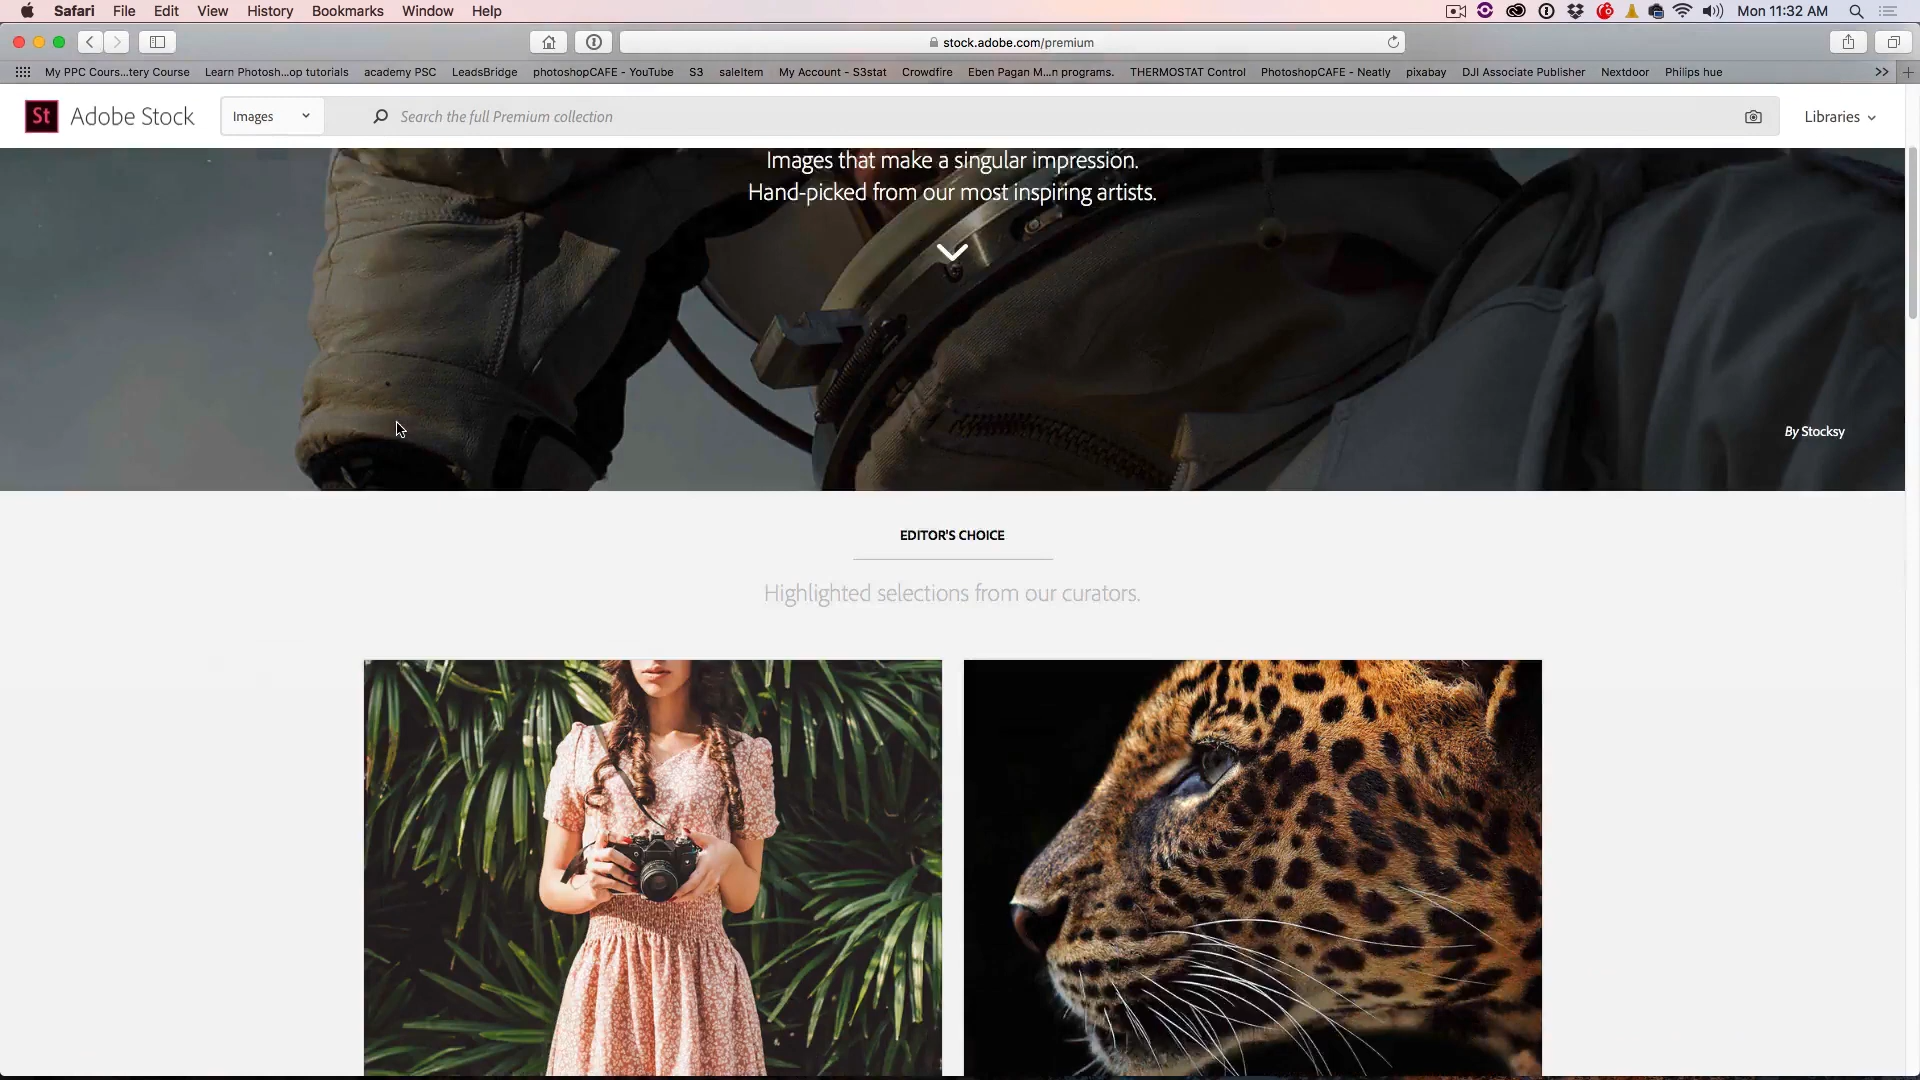 Safari File Edit View History Bookmarks Window Help Mon 11:32 AM
stock.adobe.com/premium
My PPC Cours...tery Course Learn Photosh...op tutorials academy PSC LeadsBridge photoshopCAFE - YouTube S3 saleItem My Account - S3stat Crowdfire Eben Pagan M...n programs. THERMOSTAT Control PhotoshopCAFE - Neatly pixabay DJI Associate Publisher Nextdoor Philips hue >>
St Adobe Stock Images Search the full Premium collection Libraries
Images that make a singular impression.
Hand-picked from our most inspiring artists.
By Stocksy
EDITOR'S CHOICE
Highlighted selections from our curators.